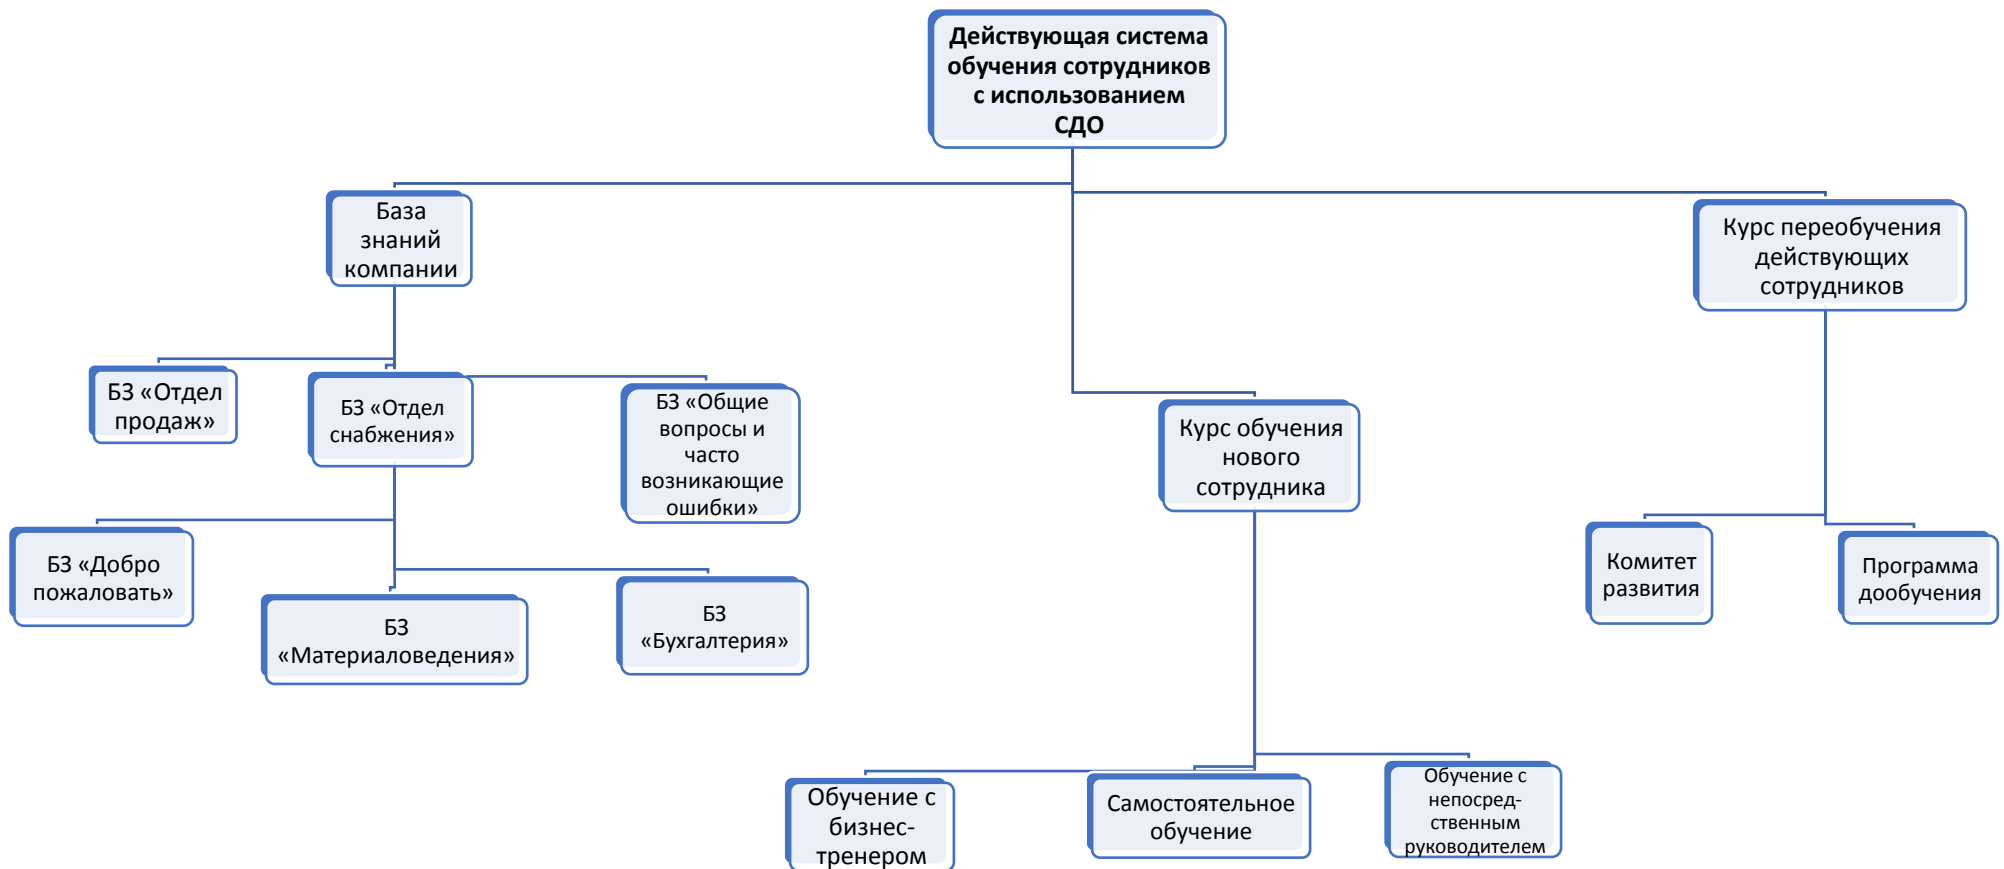 Действующая система
обучения сотрудников
с использованием
СДО
База
знаний
компании
Курс переобучения
действующих
сотрудников
БЗ «Отдел
продаж»
БЗ «Отдел
снабжения»
БЗ «Общие
вопросы и
часто
возникающие
ошибки»
Курс обучения
нового
сотрудника
БЗ «Добро
пожаловать»
БЗ
«Материаловедения»
БЗ
«Бухгалтерия»
Комитет
развития
Программа
дообучения
Обучение с
бизнес-
тренером
Самостоятельное
обучение
Обучение с
непосред-
ственным
руководителем